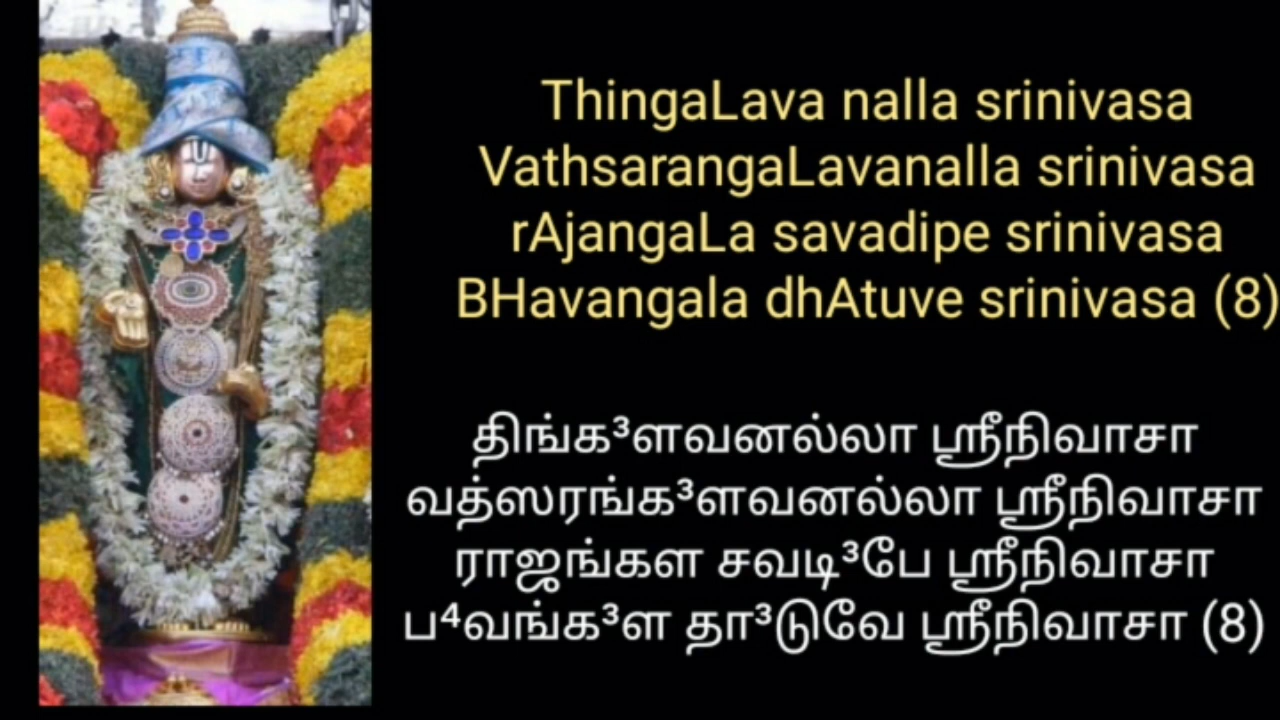 ThingaLava nalla srinivasa
VathsarangaLavanalla srinivasa
rAjangaLa savadipe srinivasa
BHavangala dhAtuve srinivasa (8)
திங்க³ளவனல்லா ஸ்ரீநிவாசா
வத்ஸரங்க³ளவனல்லா ஸ்ரீநிவாசா
ராஜங்கள சவடி³பே ஸ்ரீநிவாசா
ப⁴வங்க³ள தா³டுவே ஸ்ரீநிவாசா (8)